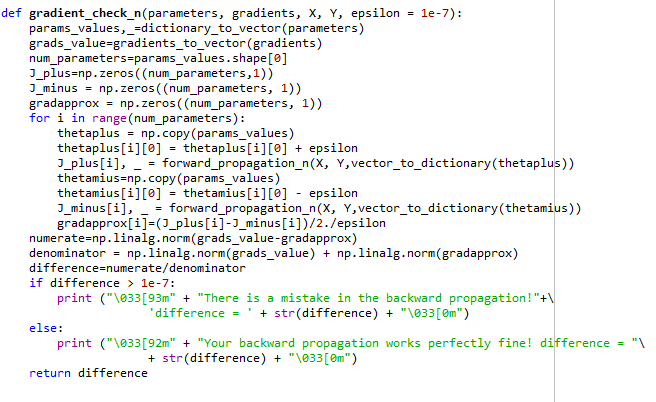 def gradient_check_n(parameters, gradients, X, Y, epsilon = 1e-7):
    params_values,_=dictionary_to_vector(parameters)
    grads_value=gradients_to_vector(gradients)
    num_parameters=params_values.shape[0]
    J_plus=np.zeros((num_parameters,1))
    J_minus = np.zeros((num_parameters, 1))
    gradapprox = np.zeros((num_parameters, 1))
    for i in range(num_parameters):
        thetaplus = np.copy(params_values)
        thetaplus[i][0] = thetaplus[i][0] + epsilon
        J_plus[i], _ = forward_propagation_n(X, Y,vector_to_dictionary(thetaplus))
        thetamius=np.copy(params_values)
        thetamius[i][0] = thetamius[i][0] - epsilon
        J_minus[i], _ = forward_propagation_n(X, Y,vector_to_dictionary(thetamius))
        gradapprox[i]=(J_plus[i]-J_minus[i])/2./epsilon
    numerate=np.linalg.norm(grads_value-gradapprox)
    denominator = np.linalg.norm(grads_value) + np.linalg.norm(gradapprox)
    difference=numerate/denominator
    if difference > 1e-7:
        print ("\033[93m" + "There is a mistake in the backward propagation!"+\
                     'difference = ' + str(difference) + "\033[0m")
    else:
        print ("\033[92m" + "Your backward propagation works perfectly fine! difference = "\
                     + str(difference) + "\033[0m")
    return difference